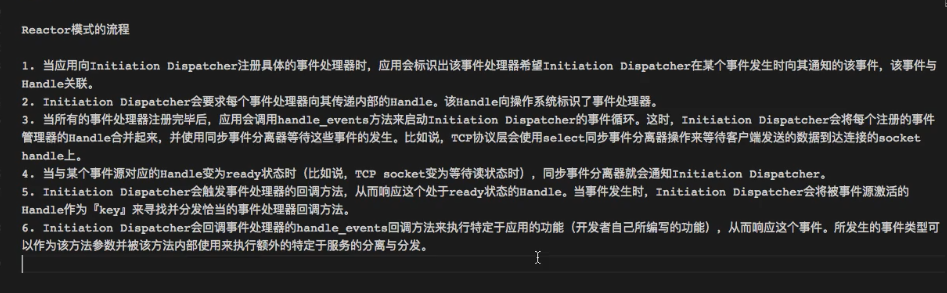 Reactor模式的流程
1. 当应用向Initiation Dispatcher注册具体的事件处理器时，应用会标识出该事件处理器希望Initiation Dispatcher在某个事件发生时向其通知的该事件，该事件与
Handle关联。
2. Initiation Dispatcher会要求每个事件处理器向其传递内部的Handle。该Handle向操作系统标识了事件处理器。
3. 当所有的事件处理器注册完毕后，应用会调用handle_events方法来启动Initiation Dispatcher的事件循环。这时，Initiation Dispatcher会将每个注册的事件
管理器的Handle合并起来，并使用同步事件分离器等待这些事件的发生。比如说，TCP协议层会使用select同步事件分离器操作来等待客户端发送的数据到达连接的socket
handle上。
4. 当与某个事件源对应的Handle变为ready状态时（比如说，TCP socket变为等待读状态时），同步事件分离器就会通知Initiation Dispatcher。
5. Initiation Dispatcher会触发事件处理器的回调方法，从而响应这个处于ready状态的Handle。当事件发生时，Initiation Dispatcher会将被事件源激活的
Handle作为『key』来寻找并分发恰当的事件处理器回调方法。
6. Initiation Dispatcher会回调事件处理器的handle_events回调方法来执行特定于应用的功能（开发者自己所编写的功能），从而响应这个事件。所发生的事件类型可
以作为该方法参数并被该方法内部使用来执行额外的特定于服务的分离与分发。